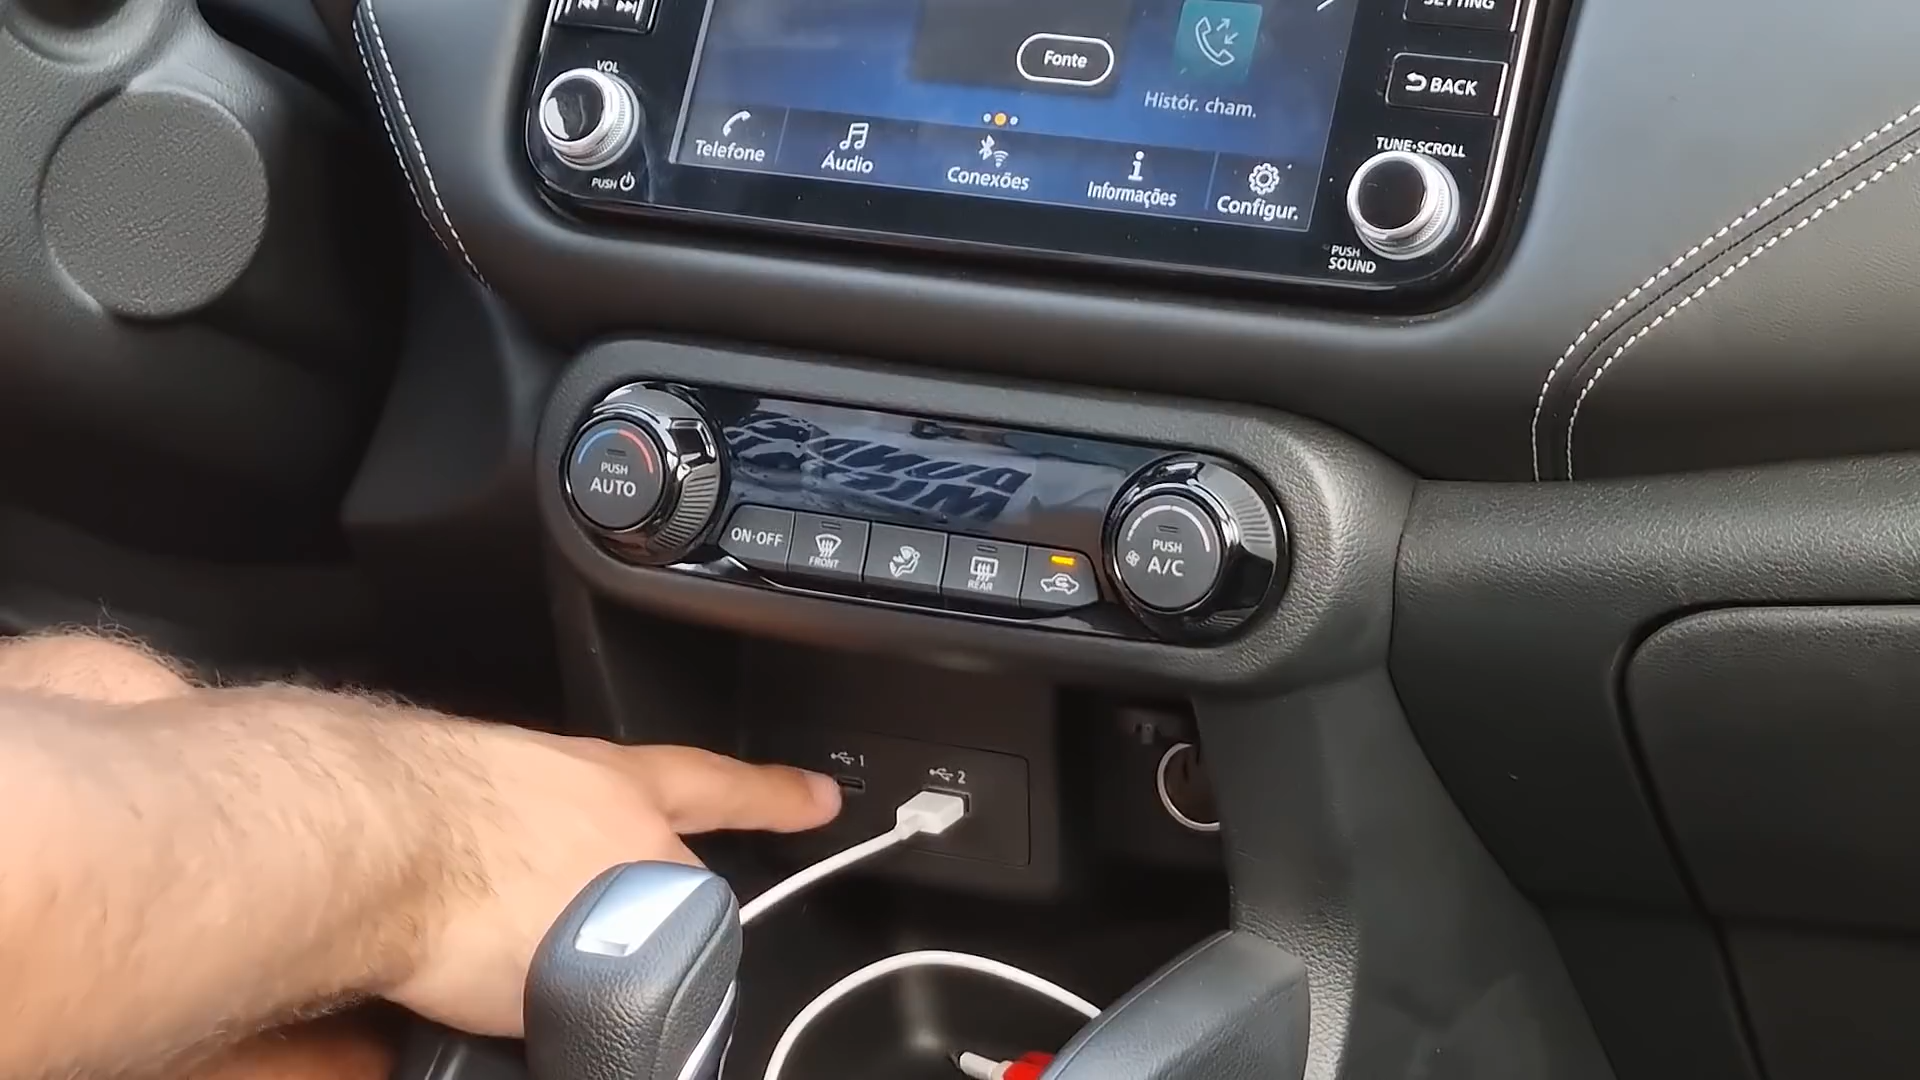 SETTING
Fonte
VOL
BACK
Histór. cham.
TUNE·SCROLL
Telefone
Áudio
Conexões
Informações
Configur.
PUSH
PUSH
SOUND
PUSH
AUTO
ON·OFF
FRONT
REAR
PUSH
A/C
1
2